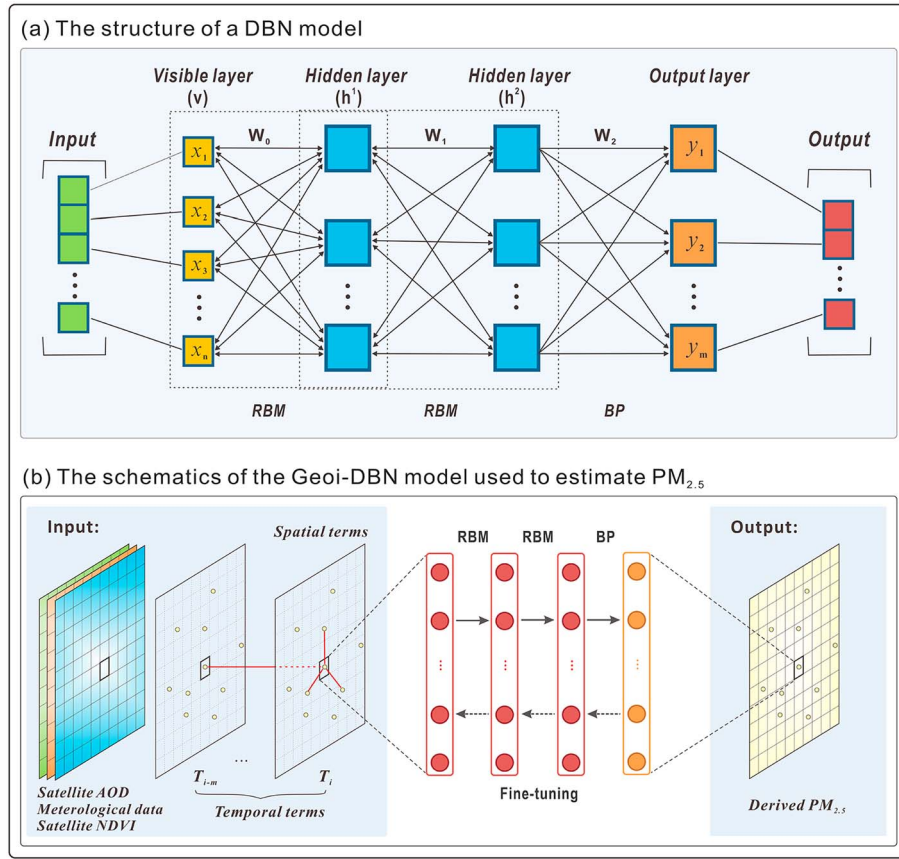 (a) The structure of a DBN model
Visible layer
(v)
Hidden layer
(h¹)
Hidden layer
(h²)
Output layer
Input
Output
W₀
W₁
W₂
x₁
x₂
x₃
xₙ
y₁
y₂
yₘ
RBM
RBM
BP
(b) The schematics of the Geoi-DBN model used to estimate PM₂.₅
Input:
Spatial terms
RBM
RBM
BP
Output:
Tᵢ₋ₘ
...
Tᵢ
Temporal terms
Satellite AOD
Meterological data
Satellite NDVI
Fine-tuning
Derived PM₂.₅